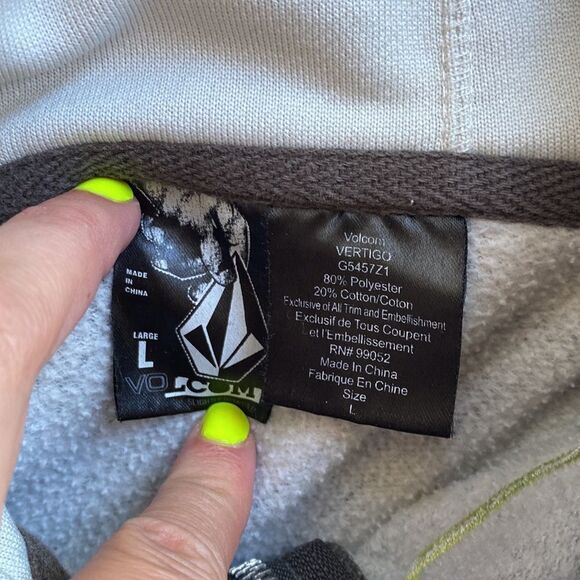 MADE
IN
CHINA
LARGE
L
VOLCOM
Volcom
VERTIGO
G5457Z1
80% Polyester
20% Cotton/Coton
Exclusive of All Trim and Embellishment
Exclusif de Tous Coupent
et l'Embellissement
RN# 99052
Made In China
Fabrique En Chine
Size
L